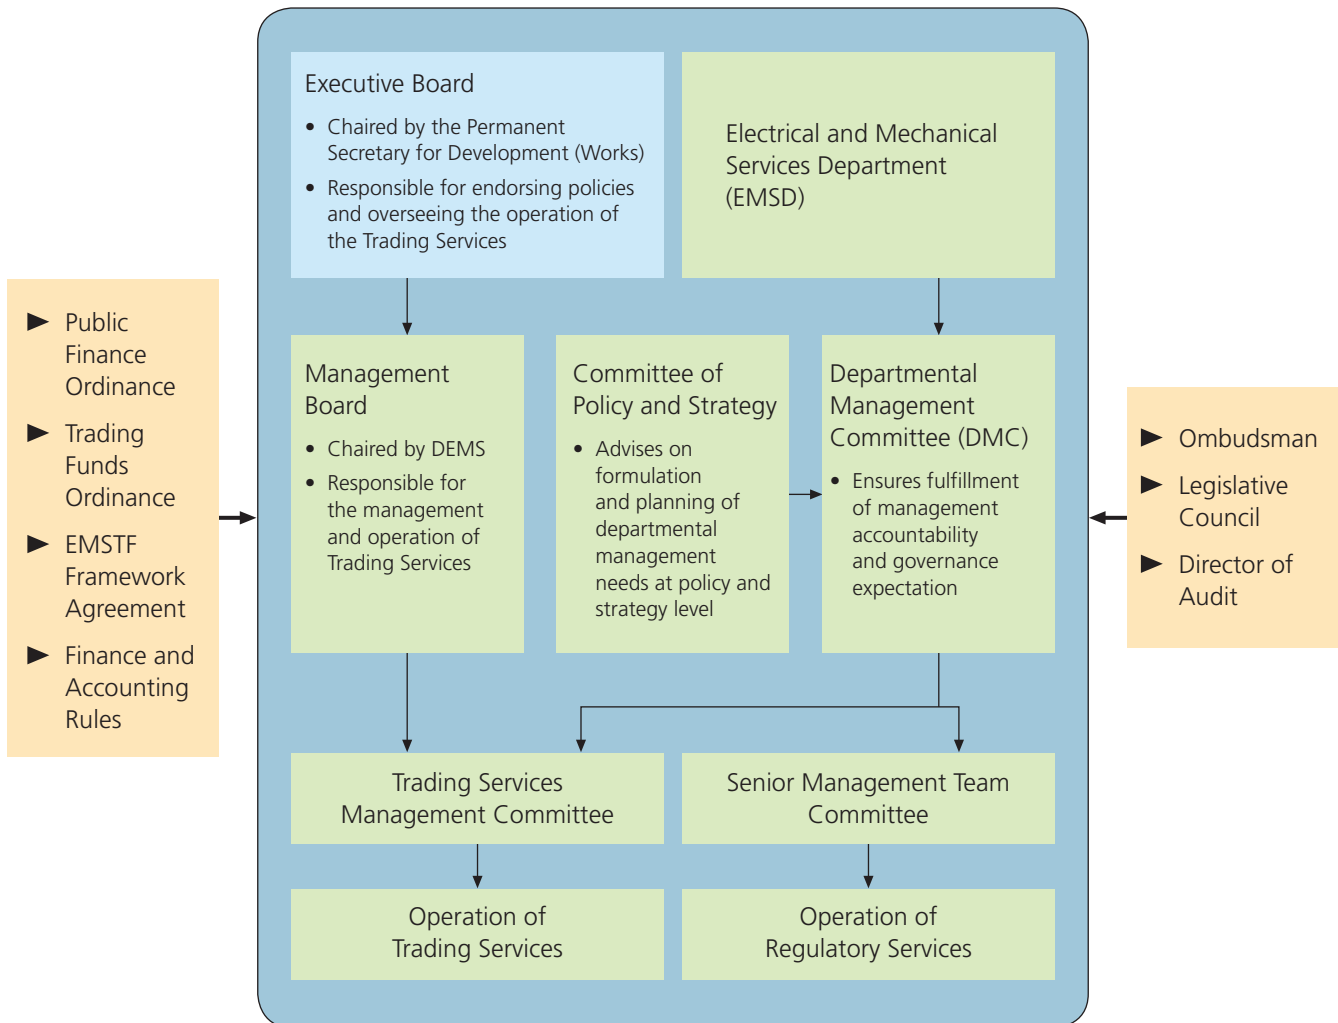 Executive Board
• Chaired by the Permanent
Secretary for Development (Works)
• Responsible for endorsing policies
and overseeing the operation of
the Trading Services
Electrical and Mechanical
Services Department
(EMSD)
► Public
Finance
Ordinance
► Trading
Funds
Ordinance
► EMSTF
Framework
Agreement
► Finance and
Accounting
Rules
Management
Board
• Chaired by DEMS
• Responsible for
the management
and operation of
Trading Services
Committee of
Policy and Strategy
• Advises on
formulation
and planning of
departmental
management
needs at policy and
strategy level
Departmental
Management
Committee (DMC)
• Ensures fulfillment
of management
accountability
and governance
expectation
► Ombudsman
► Legislative
Council
► Director of
Audit
Trading Services
Management Committee
Senior Management Team
Committee
Operation of
Trading Services
Operation of
Regulatory Services